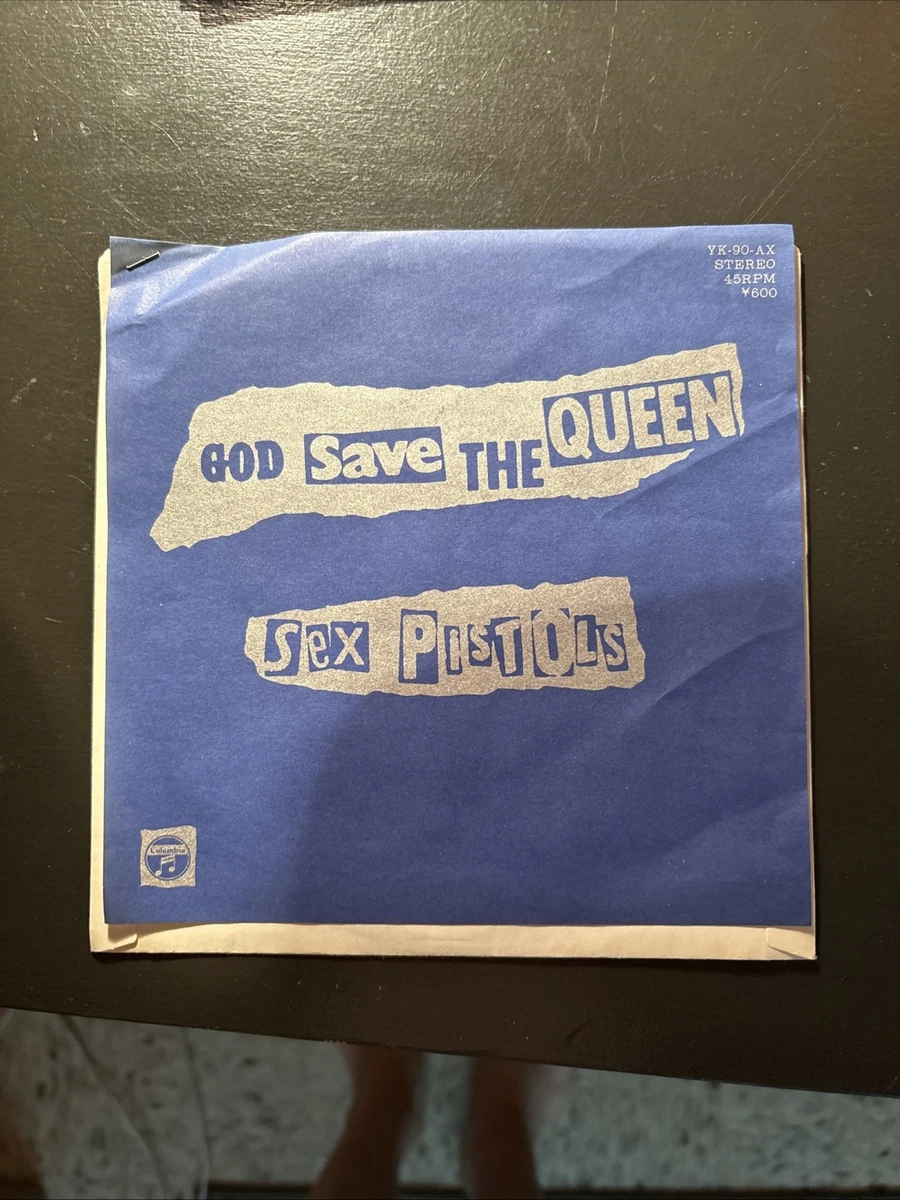 YK-90-AX
STEREO
45RPM
¥600
GOD Save THE QUEEN
Sex PISTOLS
Columbia